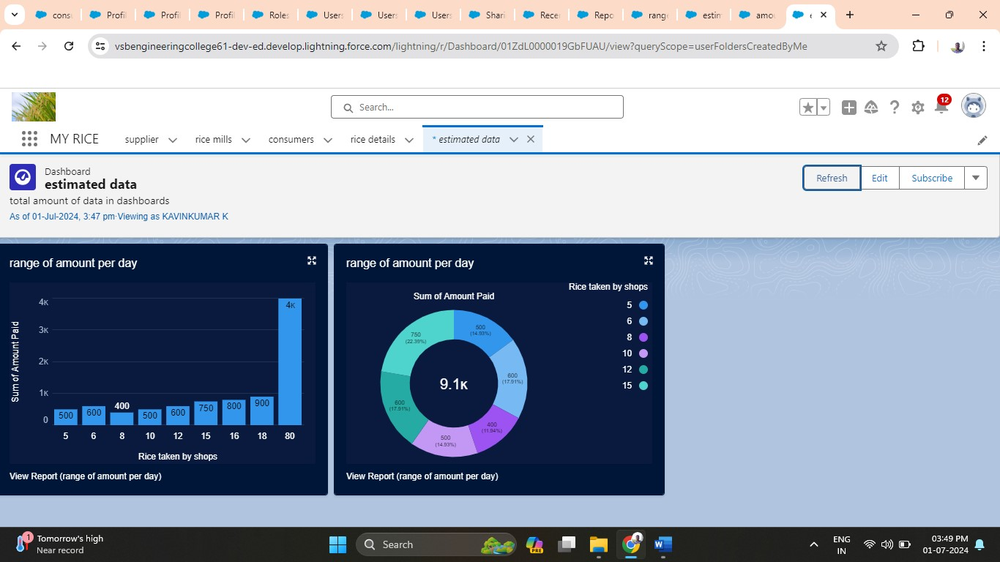 consu
Profil
Profil
Profil
Roles
Users
Users
Users
Shari
Recei
Repo
range
estim
amou
e
vsbengineeringcollege61-dev-ed.develop.lightning.force.com/lightning/r/Dashboard/01ZdL0000019GbFUAU/view?queryScope=userFoldersCreatedByMe
Search...
12
MY RICE
supplier
rice mills
consumers
rice details
* estimated data
Dashboard
estimated data
Refresh
Edit
Subscribe
total amount of data in dashboards
As of 01-Jul-2024, 3:47 pm·Viewing as KAVINKUMAR K
range of amount per day
Sum of Amount Paid
4K
3K
2K
1K
0
500
600
400
500
600
750
800
900
4K
5 6 8 10 12 15 16 18 80
Rice taken by shops
View Report (range of amount per day)
range of amount per day
Sum of Amount Paid
Rice taken by shops
5
6
8
10
12
15
500
(14.93%)
600
(17.91%)
400
(11.94%)
500
(14.93%)
600
(17.91%)
750
(22.39%)
9.1K
View Report (range of amount per day)
1
Tomorrow's high
Near record
Search
PRE
ENG
IN
03:49 PM
01-07-2024